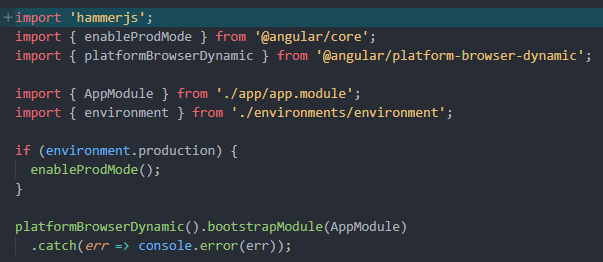 +import 'hammerjs';
import { enableProdMode } from '@angular/core';
import { platformBrowserDynamic } from '@angular/platform-browser-dynamic';

import { AppModule } from './app/app.module';
import { environment } from './environments/environment';

if (environment.production) {
  enableProdMode();
}

platformBrowserDynamic().bootstrapModule(AppModule)
  .catch(err => console.error(err));